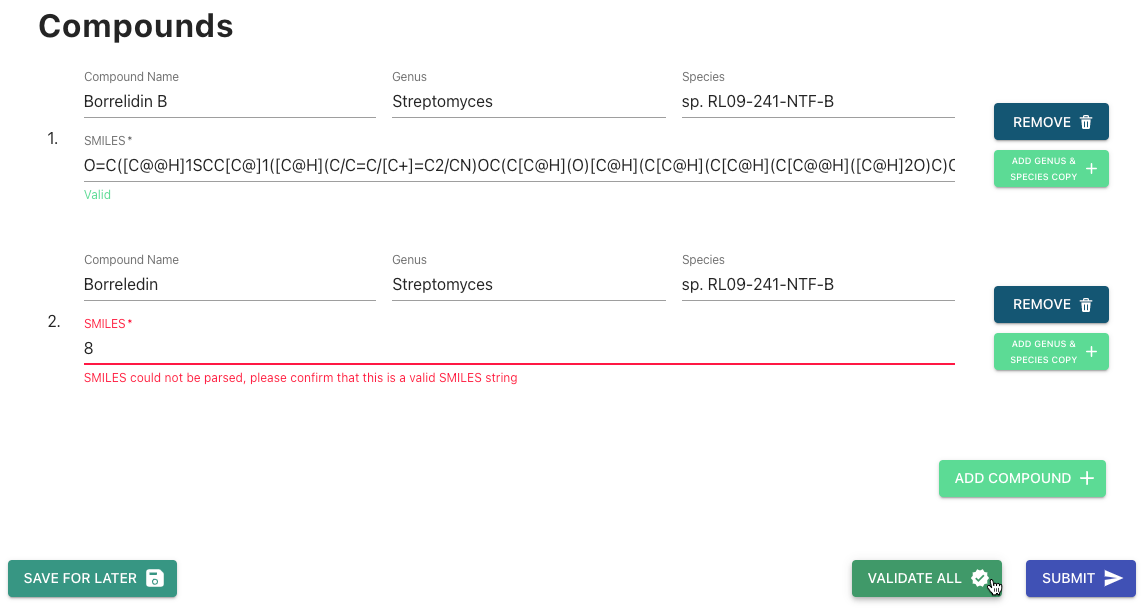 Compounds
Compound Name Genus Species
Borrelidin B Streptomyces sp. RL09-241-NTF-B
REMOVE
1.
SMILES*
O=C([C@@H]1SCC[C@]1([C@H](C/C=C/[C+]=C2/CN)OC(C[C@H](O)[C@H](C[C@H](C[C@H](C[C@@H]([C@H]2O)C)C
ADD GENUS &
SPECIES COPY
Valid
Compound Name Genus Species
Borreledin Streptomyces sp. RL09-241-NTF-B
REMOVE
2.
SMILES*
8
ADD GENUS &
SPECIES COPY
SMILES could not be parsed, please confirm that this is a valid SMILES string
ADD COMPOUND
SAVE FOR LATER VALIDATE ALL SUBMIT